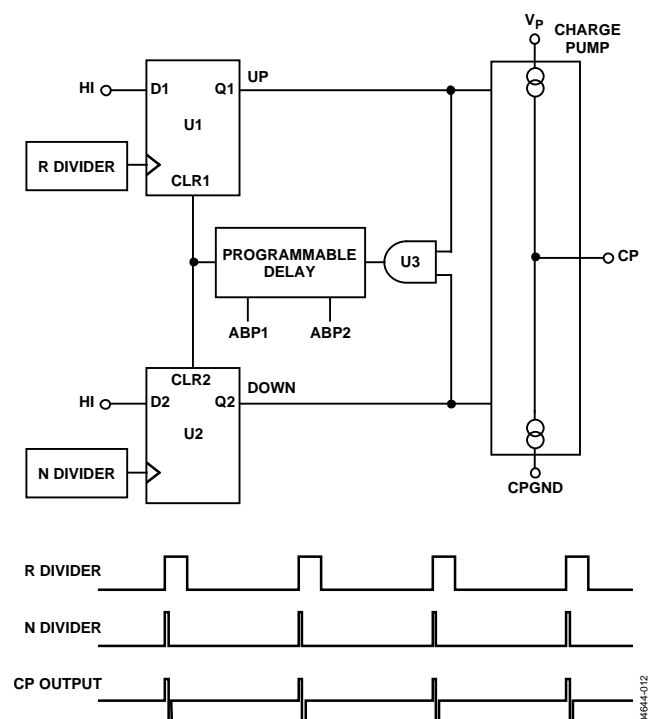 VP
CHARGE
PUMP
HI
D1
Q1
UP
U1
R DIVIDER
CLR1
PROGRAMMABLE
DELAY
U3
CP
ABP1
ABP2
CLR2
DOWN
HI
D2
Q2
U2
N DIVIDER
CPGND
R DIVIDER
N DIVIDER
CP OUTPUT
04644-012